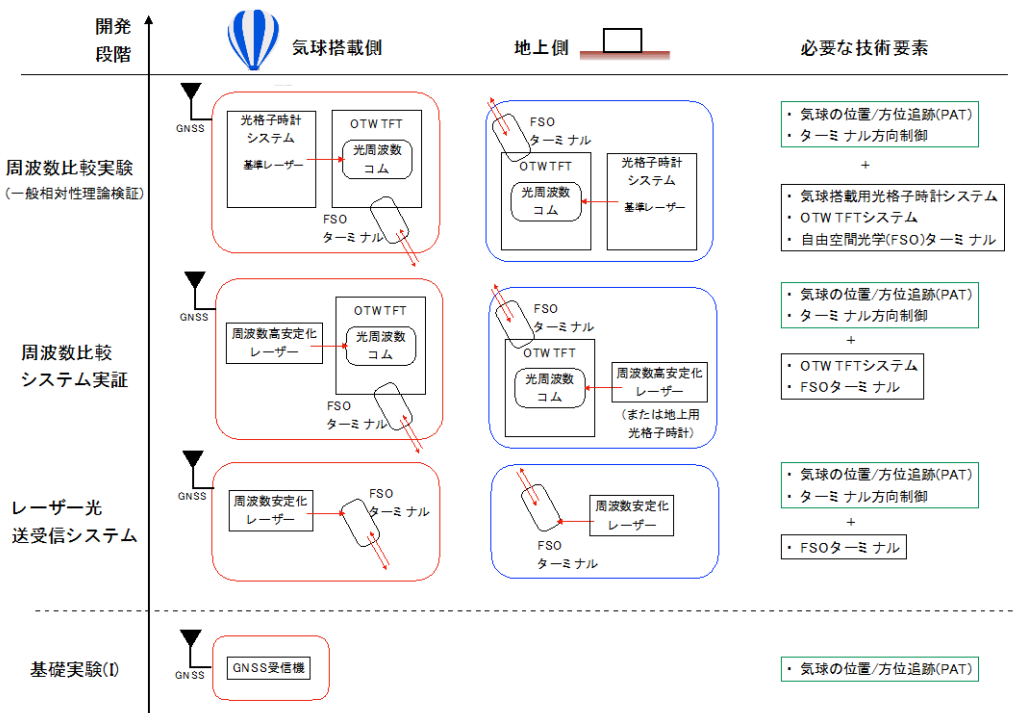 開発
段階
気球搭載側
地上側
必要な技術要素
周波数比較実験
(一般相対性理論検証)
GNSS
光格子時計
システム
基準レーザー
OTWTFT
光周波数
コム
FSO
ターミナル
FSO
ターミナル
OTWTFT
光周波数
コム
光格子時計
システム
基準レーザー
・ 気球の位置/方位追跡(PAT)
・ ターミナル方向制御
+
・ 気球搭載用光格子時計システム
・ OTWTFTシステム
・ 自由空間光学(FSO)ターミナル
周波数比較
システム実証
GNSS
周波数高安定化
レーザー
OTWTFT
光周波数
コム
FSO
ターミナル
FSO
ターミナル
OTWTFT
光周波数
コム
周波数高安定化
レーザー
(または地上用
光格子時計)
・ 気球の位置/方位追跡(PAT)
・ ターミナル方向制御
+
・ OTWTFTシステム
・ FSOターミナル
レーザー光
送受信システム
GNSS
周波数安定化
レーザー
FSO
ターミナル
FSO
ターミナル
周波数安定化
レーザー
・ 気球の位置/方位追跡(PAT)
・ ターミナル方向制御
+
・ FSOターミナル
基礎実験(I)
GNSS
GNSS受信機
・ 気球の位置/方位追跡(PAT)